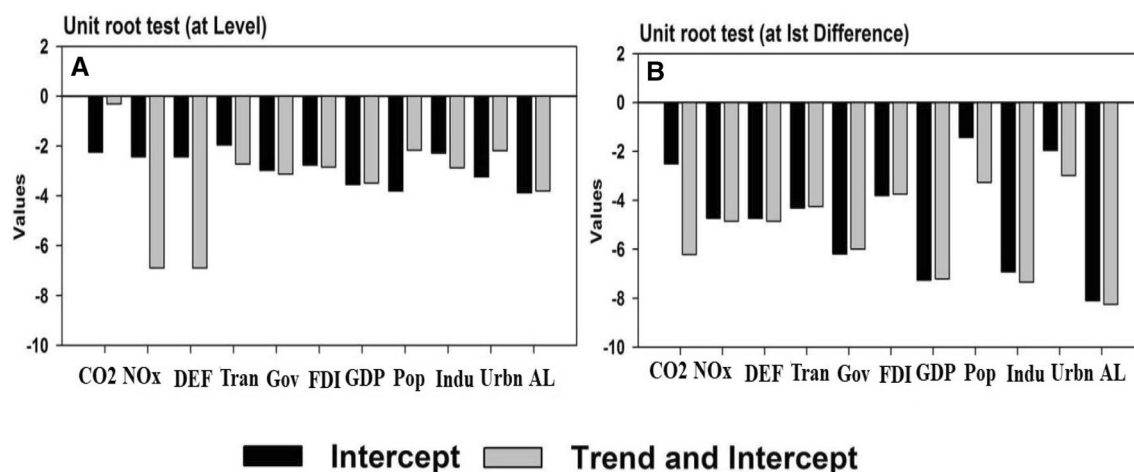 Unit root test (at Level)
A
2
0
-2
-4
-6
-8
-10
Values
CO2 NOx DEF Tran Gov FDI GDP Pop Indu Urbn AL
Unit root test (at Ist Difference)
B
2
0
-2
-4
-6
-8
-10
Values
CO2 NOx DEF Tran Gov FDI GDP Pop Indu Urbn AL
Intercept Trend and Intercept